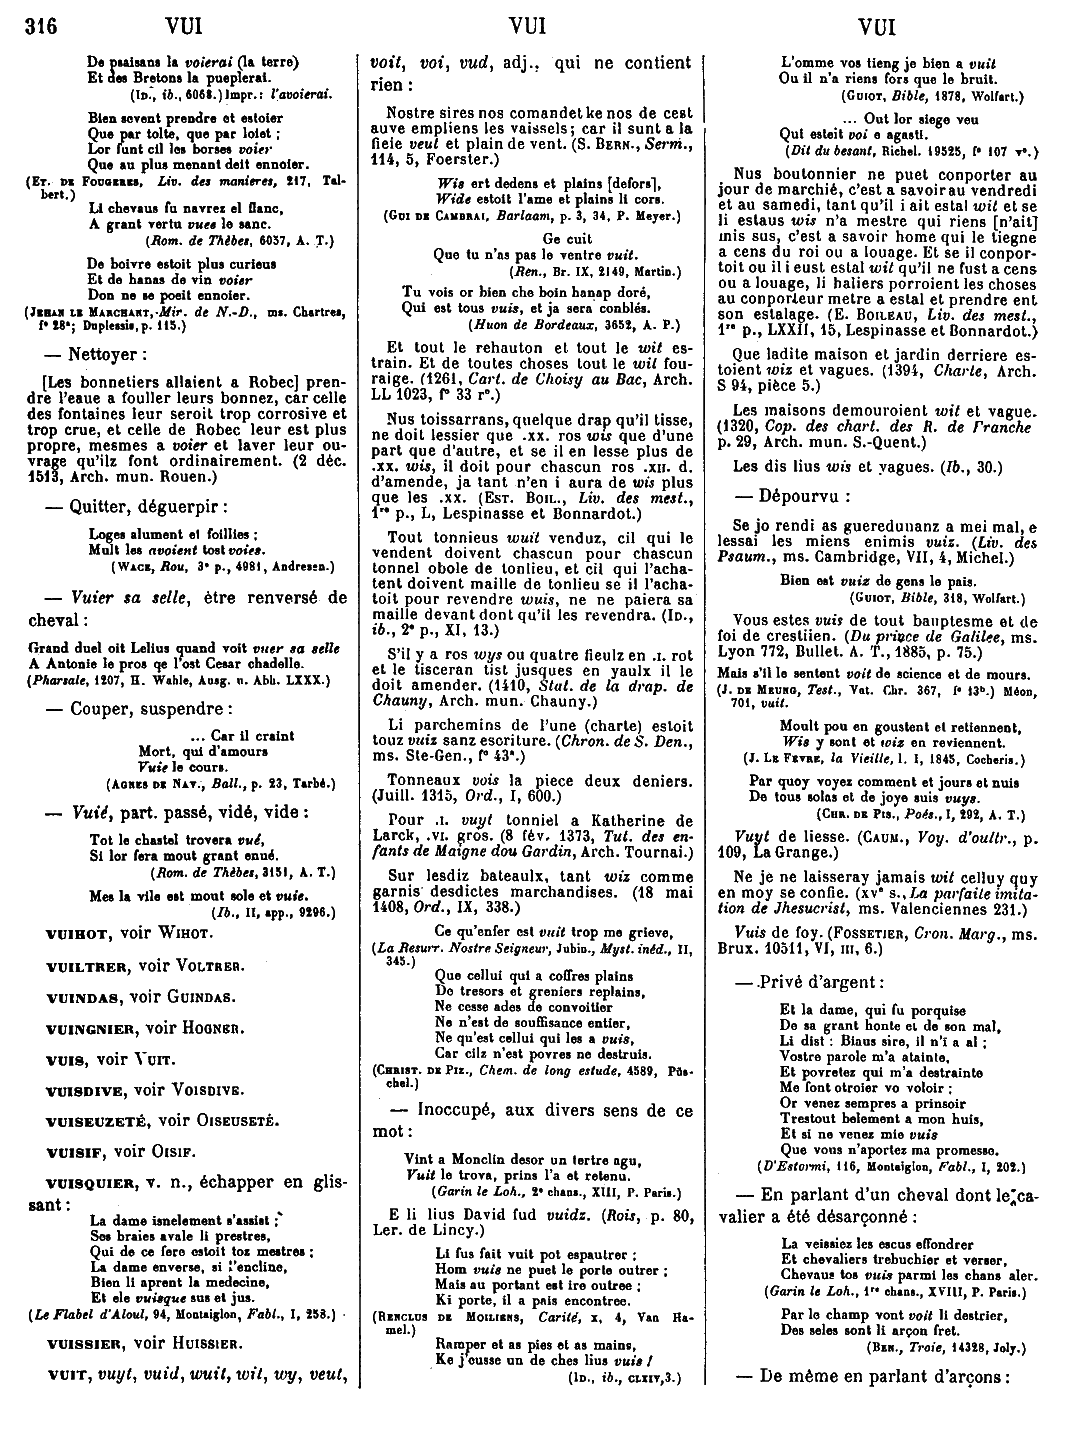 316 VUI VUI VUI
De psaisans la voierai (la terre)
Et des Bretons la pueplerai.
(ID., ib., 6068.) Impr.: l'avoierai.
Bien sovent prendre et estoier
Que par tolte, que par loiet ;
Lor funt cil les borses voier
Que au plus menant deit ennoier.
(ET. DE FOUGERES, Liv. des manieres, 217, Tal-
bert.)
Li chevaus fu navrez el flanc,
A grant vertu vuea le sanc.
(Rom. de Thèbes, 6037, A. T.)
De boivre estoit plus curieus
Et de hanas de vin voier
Don ne se poeit ennoier.
(JEHAN LE MARCHANT, Mir. de N.-D., ms. Chartres,
f° 28ª; Duplessis, p. 115.)
— Nettoyer :
[Les bonnetiers allaient a Robec] pren-
dre l'eaue a fouller leurs bonnez, car celle
des fontaines leur seroit trop corrosive et
trop crue, et celle de Robec leur est plus
propre, mesmes a voier et laver leur ou-
vrage qu'ilz font ordinairement. (2 déc.
1513, Arch. mun. Rouen.)
— Quitter, déguerpir :
Loges alument et foillies ;
Mult les avoient tost voies.
(WACE, Rou, 3ᵉ p., 4981, Andresen.)
— Vuier sa selle, être renversé de
cheval :
Grand duel oit Lelius quand voit vuer sa selle
A Antonie le pros qe l'ost Cesar chadelle.
(Pharsale, 1207, H. Wahle, Ausg. u. Abh. LXXX.)
— Couper, suspendre :
... Car il craint
Mort, qui d'amours
Vuie le cours.
(AGNES DE NAV., Ball., p. 23, Tarbé.)
— Vuié, part. passé, vidé, vide :
Tot le chastel trovera vué,
Si lor fera mout grant enué.
(Rom. de Thèbes, 3151, A. T.)
Mes la vile est mout sole et vuie.
(Ib., II, app., 9296.)
VUIHOT, voir WIHOT.
VUILTRER, voir VOLTRER.
VUINDAS, voir GUINDAS.
VUINGNIER, voir HOGNER.
VUIS, voir VUIT.
VUISDIVE, voir VOISDIVE.
VUISEUZETÉ, voir OISEUSETÉ.
VUISIF, voir OISIF.
VUISQUIER, v. n., échapper en glis-
sant :
La dame isnelement s'assist ;
Ses braies avale li prestres,
Qui de ce fere estoit toz mestres ;
La dame enverse, si l'encline,
Bien li aprent la medecine,
Et ele vuisque sus et jus.
(Le Flabel d'Aloul, 94, Montaiglon, Fabl., I, 258.)
VUISSIER, voir HUISSIER.
VUIT, vuyt, vuid, wuit, wit, wy, veut,
voit, voi, vud, adj., qui ne contient
rien :
Nostre sires nos comandet ke nos de cest
auve empliens les vaissels; car il sunt a la
fieie veut et plain de vent. (S. BERN., Serm.,
114, 5, Foerster.)
Wis ert dedens et plains [defors],
Wide estoit l'ame et plains li cors.
(GUI DE CAMBRAI, Barlaam, p. 3, 34, P. Meyer.)
Ge cuit
Que tu n'as pas le ventre vuit.
(Ren., Br. IX, 2149, Martin.)
Tu vois or bien che boin hanap doré,
Qui est tous vuis, et ja sera conblés.
(Huon de Bordeaux, 3652, A. P.)
Et tout le rehauton et tout le wit es-
train. Et de toutes choses tout le wit fou-
raige. (1261, Cart. de Choisy au Bac, Arch.
LL 1023, f° 33 r°.)
Nus toissarrans, quelque drap qu'il tisse,
ne doit lessier que .xx. ros wis que d'une
part que d'autre, et se il en lesse plus de
.xx. wis, il doit pour chascun ros .xii. d.
d'amende, ja tant n'en i aura de wis plus
que les .xx. (EST. BOIL., Liv. des mest.,
1ʳᵉ p., L, Lespinasse et Bonnardot.)
Tout tonnieus wuit venduz, cil qui le
vendent doivent chascun pour chascun
tonnel obole de tonlieu, et cil qui l'acha-
tent doivent maille de tonlieu se il l'acha-
toit pour revendre wuis, ne ne paiera sa
maille devant dont qu'il les revendra. (ID.,
ib., 2ᵉ p., XI, 13.)
S'il y a ros wys ou quatre fieulz en .I. rot
et le tisceran tist jusques en yaulx il le
doit amender. (1410, Stat. de la drap. de
Chauny, Arch. mun. Chauny.)
Li parchemins de l'une (charte) estoit
touz vuiz sanz escriture. (Chron. de S. Den.,
ms. Ste-Gen., f° 43ª.)
Tonneaux vois la piece deux deniers.
(Juill. 1315, Ord., I, 600.)
Pour .I. vuyt tonniel a Katherine de
Larck, .VI. gros. (8 fév. 1373, Tut. des en-
fants de Maigne dou Gardin, Arch. Tournai.)
Sur lesdiz bateaulx, tant wiz comme
garnis desdictes marchandises. (18 mai
1408, Ord., IX, 338.)
Ce qu'enfer est vuit trop me grieve,
(La Resurr. Nostre Seigneur, Jubin., Myst. inéd., II,
345.)
Que cellui qui a coffres plains
De tresors et greniers replains,
Ne cesse ades de convoitier
Ne n'est de souffisance entier,
Ne qu'est cellui qui les a vuis,
Car cilz n'est povres ne destruis.
(CHRIST. DE PIZ., Chem. de long estude, 4589, Püs-
chel.)
— Inoccupé, aux divers sens de ce
mot :
Vint a Monclin desor un tertre agu,
Vuit le trova, prins l'a et retenu.
(Garin le Loh., 2ᵉ chans., XIII, P. Paris.)
E li lius David fud vuidz. (Rois, p. 80,
Ler. de Lincy.)
Li fus fait vuit pot espautrer :
Hom vuis ne puet le porte outrer ;
Mais au portant est ire outree ;
Ki porte, il a pais encontree.
(RENCLUS DE MOILIENS, Carité, X, 4, Van Ha-
mel.)
Ramper et as pies et as mains,
Ke j'eusse un de ches lius vuis !
(ID., ib., CLXIV, 3.)
L'omme vos tieng je bien a vuit
Ou il n'a riens fors que le bruit.
(GUIOT, Bible, 1878, Wolfart.)
... Out lor siege veu
Qui esteit voi e agasti.
(Dit du besant, Richel. 19525, f° 107 v°.)
Nus boutonnier ne puet conporter au
jour de marchié, c'est a savoir au vendredi
et au samedi, tant qu'il i ait estal wit et se
li estaus wis n'a mestre qui riens [n'ait]
mis sus, c'est a savoir home qui le tiegne
a cens du roi ou a louage. Et se il conpor-
toit ou il i eust estal wit qu'il ne fust a cens
ou a louage, li haliers porroient les choses
au conporteur metre a estal et prendre ent
son estalage. (E. BOILEAU, Liv. des mest.,
1ʳᵉ p., LXXII, 15, Lespinasse et Bonnardot.)
Que ladite maison et jardin derriere es-
toient wiz et vagues. (1394, Charte, Arch.
S 94, pièce 5.)
Les maisons demouroient wit et vague.
(1320, Cop. des chart. des R. de France
p. 29, Arch. mun. S.-Quent.)
Les dis lius wis et vagues. (Ib., 30.)
— Dépourvu :
Se jo rendi as gueredunanz a mei mal, e
lessai les miens enimis vuiz. (Liv. des
Psaum., ms. Cambridge, VII, 4, Michel.)
Bien est vuiz de gens le pais.
(GUIOT, Bible, 318, Wolfart.)
Vous estes vuis de tout bauptesme et de
foi de crestiien. (Du prince de Galilee, ms.
Lyon 772, Bullet. A. T., 1885, p. 75.)
Mais s'il le sentent voit de science et de mours.
(J. DE MEUNG, Test., Vat. Chr. 367, f° 13ᵇ.) Méon,
701, vuit.
Moult pou en goustent et retiennent,
Wis y sont et wiz en reviennent.
(J. LE FEVRE, la Vieille, l. I, 1845, Cocheris.)
Par quoy voyez comment et jours et nuis
De tous solas et de joye suis vuys.
(CHR. DE PIS., Poés., I, 292, A. T.)
Vuyt de liesse. (CAUM., Voy. d'oultr., p.
109, La Grange.)
Ne je ne laisseray jamais wit celluy quy
en moy se confie. (XVᵉ s., La parfaite imita-
tion de Jhesucrist, ms. Valenciennes 231.)
Vuis de foy. (FOSSETIER, Cron. Marg., ms.
Brux. 10511, VI, III, 6.)
— Privé d'argent :
Et la dame, qui fu porquise
De sa grant honte et de son mal,
Li dist : Biaus sire, il n'i a al ;
Vostre parole m'a atainte,
Et povretez qui m'a destrainte
Me font otroier vo voloir ;
Or venez sempres a prinsoir
Trestout belement a mon huis,
Et si ne venez mie vuis
Que vous n'aportez ma promesse.
(D'Estormi, 116, Montaiglon, Fabl., I, 202.)
— En parlant d'un cheval dont le ca-
valier a été désarçonné :
La veissiez les escus effondrer
Et chevaliers trebuchier et verser,
Chevaus tos vuis parmi les chans aler.
(Garin le Loh., 1ʳᵉ chans., XVIII, P. Paris.)
Par le champ vont voit li destrier,
Des seles sont li arçon fret.
(BEN., Troie, 14328, Joly.)
— De même en parlant d'arçons :